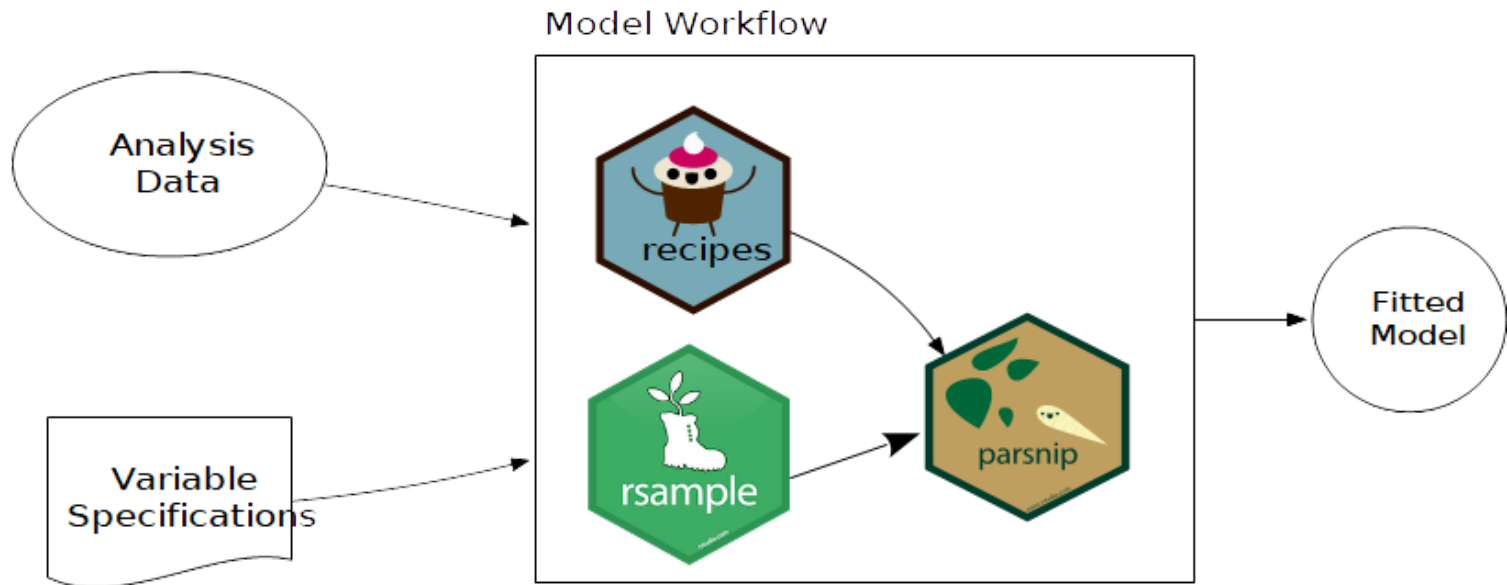 Model Workflow
Analysis
Data
recipes
Variable
Specifications
rsample
parsnip
Fitted
Model